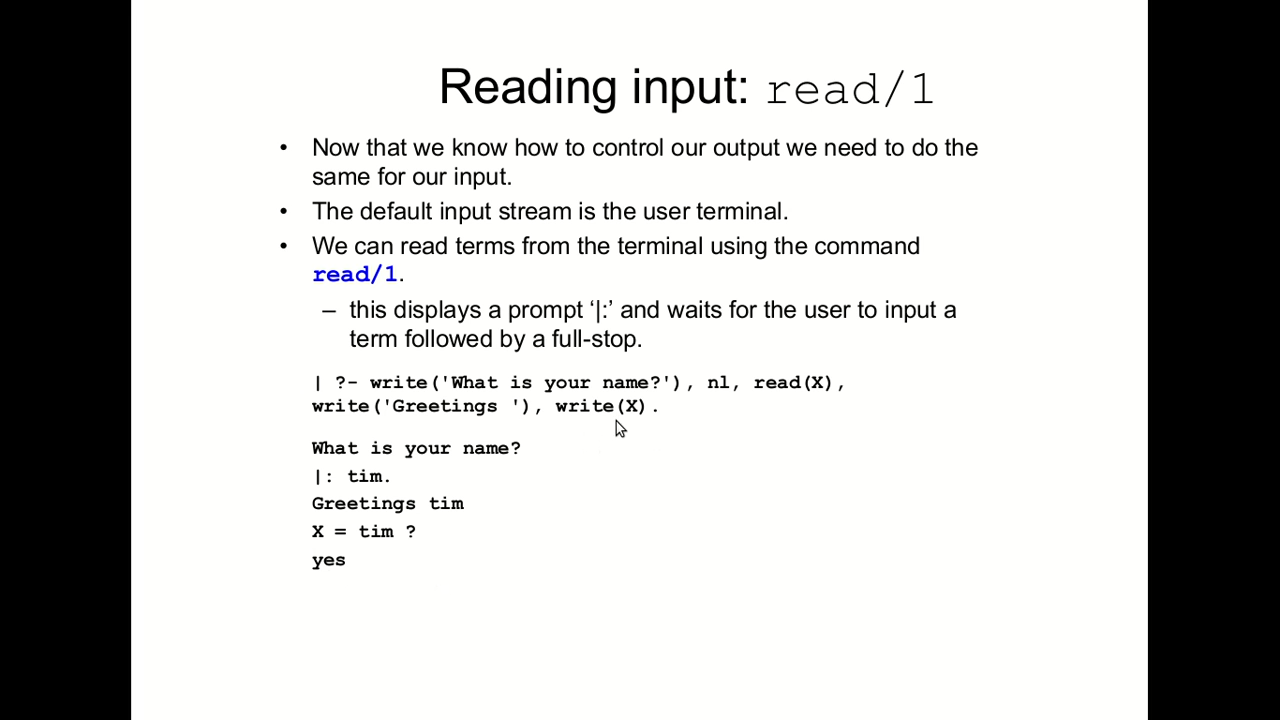 Reading input: read/1
• Now that we know how to control our output we need to do the
same for our input.
• The default input stream is the user terminal.
• We can read terms from the terminal using the command
read/1.
– this displays a prompt ‘|:’ and waits for the user to input a
term followed by a full-stop.
| ?- write('What is your name?'), nl, read(X),
write('Greetings '), write(X).
What is your name?
|: tim.
Greetings tim
X = tim ?
yes